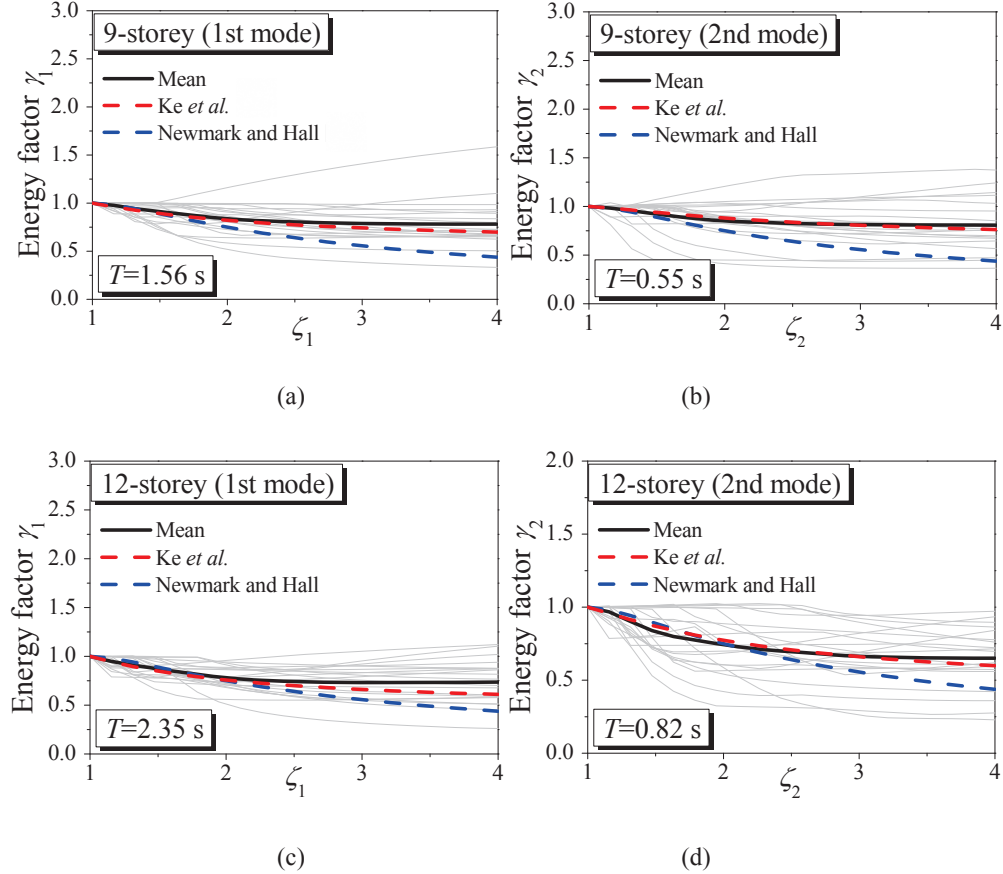 9-storey (1st mode)
Mean
Ke et al.
Newmark and Hall
T=1.56 s
Energy factor γ1
3.0
2.5
2.0
1.5
1.0
0.5
0.0
1 2 3 4
ζ1
(a)
9-storey (2nd mode)
Mean
Ke et al.
Newmark and Hall
T=0.55 s
Energy factor γ2
3.0
2.5
2.0
1.5
1.0
0.5
0.0
1 2 3 4
ζ2
(b)
12-storey (1st mode)
Mean
Ke et al.
Newmark and Hall
T=2.35 s
Energy factor γ1
3.0
2.5
2.0
1.5
1.0
0.5
0.0
1 2 3 4
ζ1
(c)
12-storey (2nd mode)
Mean
Ke et al.
Newmark and Hall
T=0.82 s
Energy factor γ2
2.0
1.5
1.0
0.5
0.0
1 2 3 4
ζ2
(d)